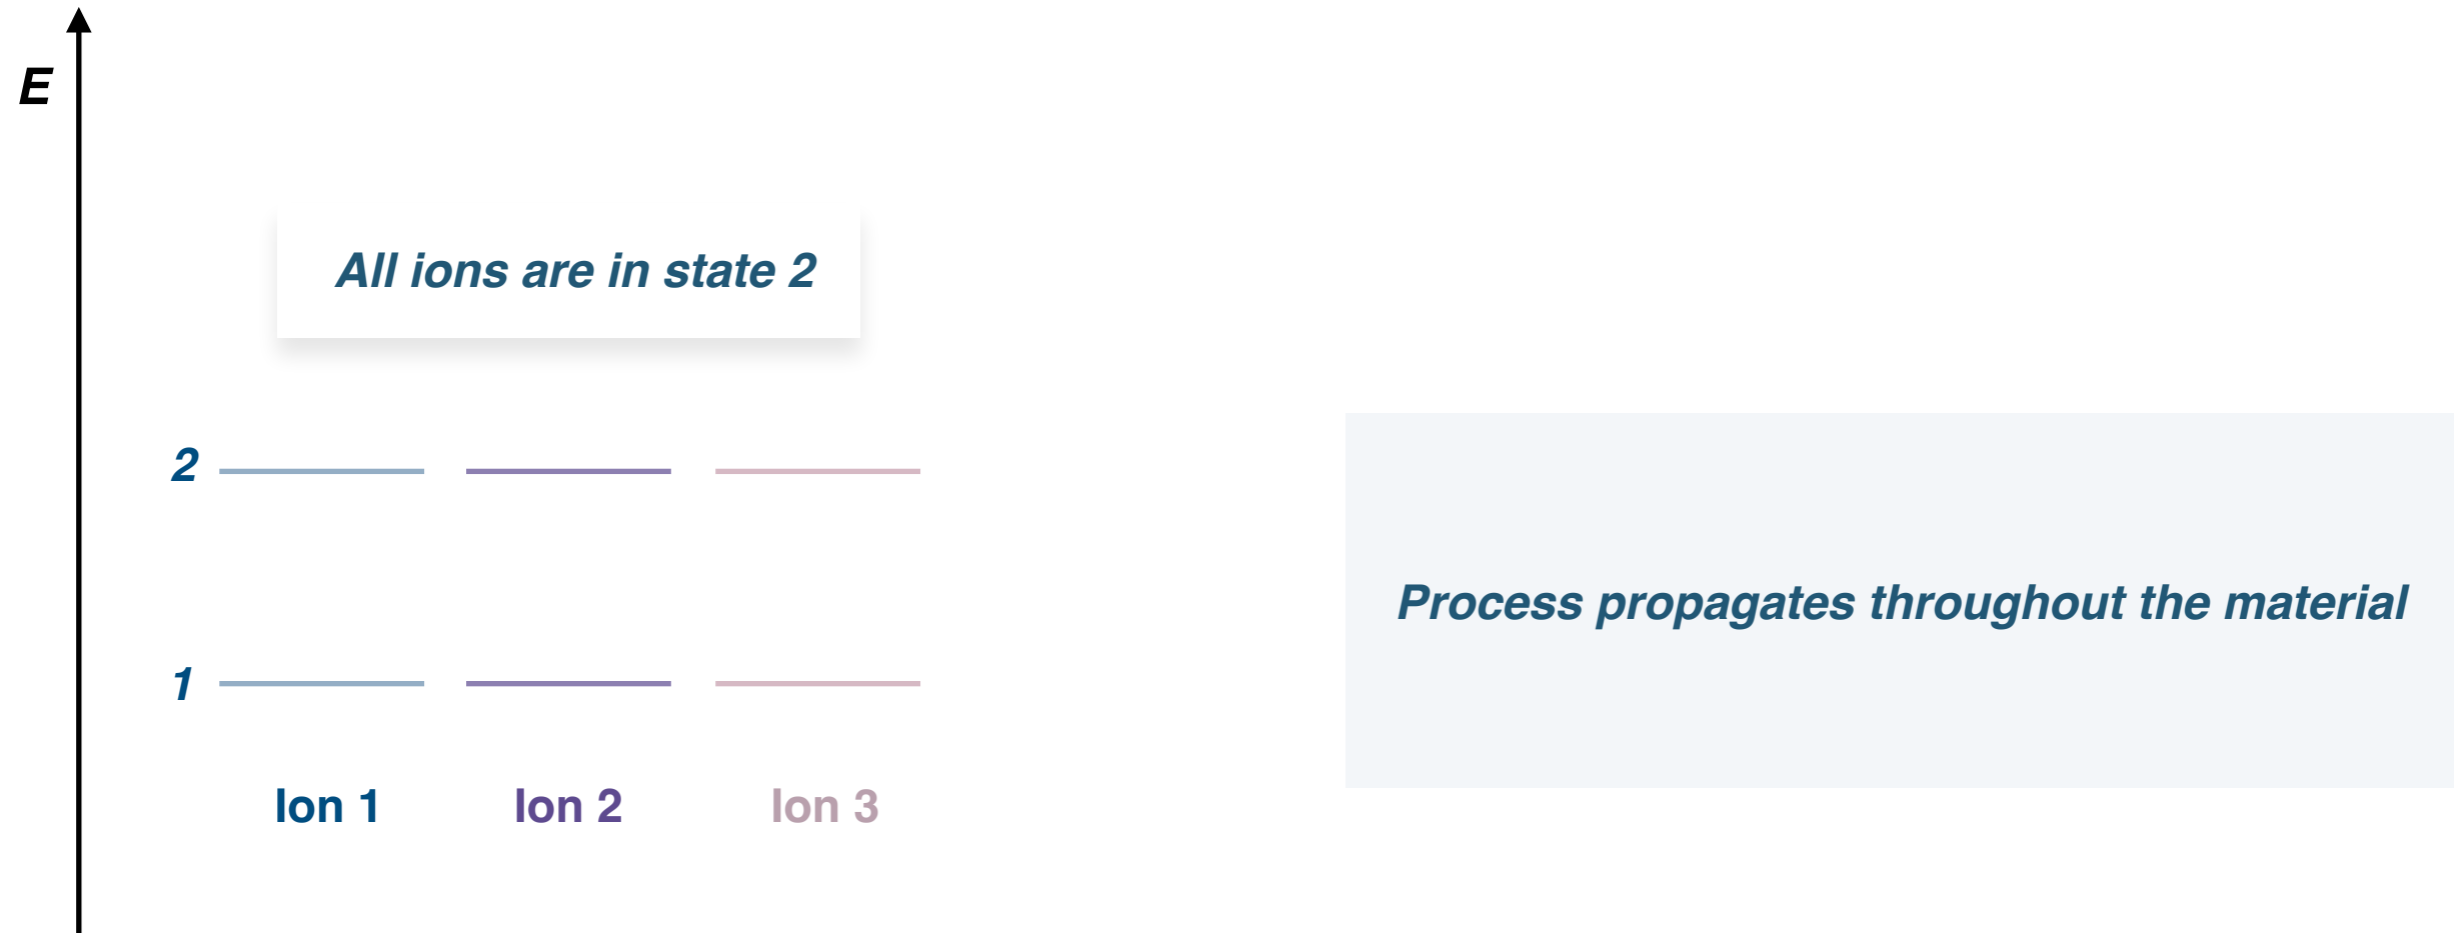 E
All ions are in state 2
2
Process propagates throughout the material
1
Ion 1 Ion 2 Ion 3